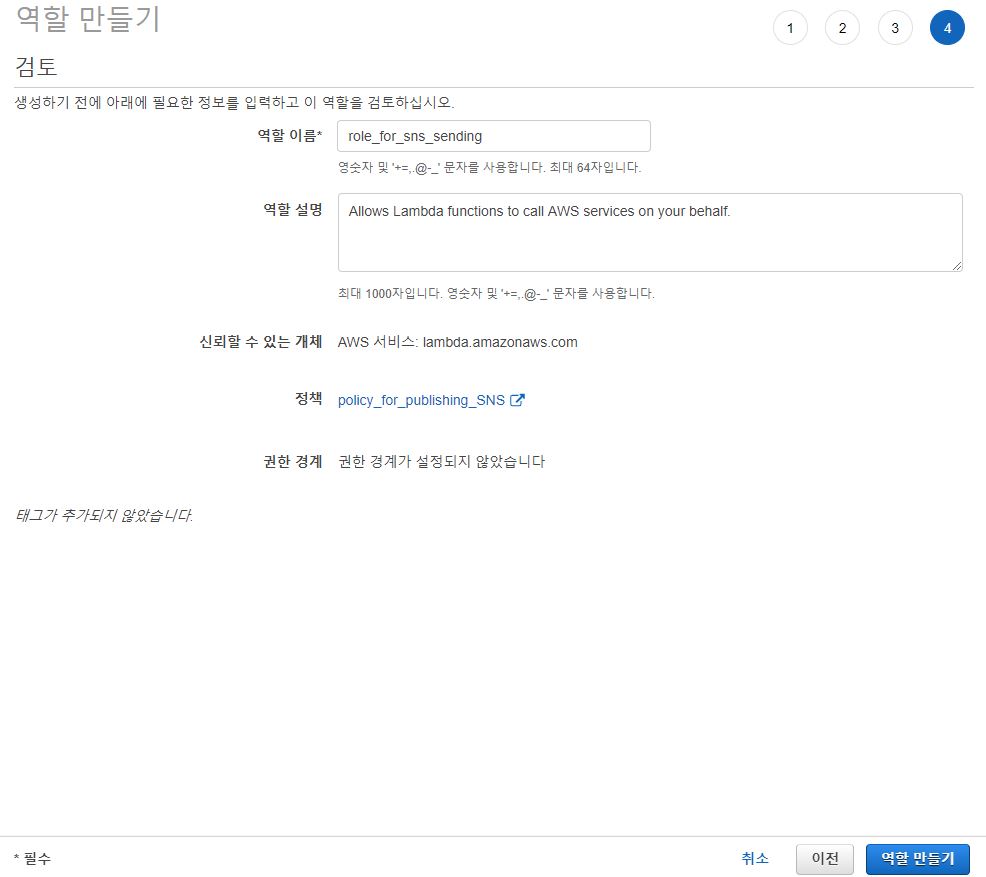 역할 만들기
1 2 3 4
검토
생성하기 전에 아래에 필요한 정보를 입력하고 이 역할을 검토하십시오.
역할 이름* role_for_sns_sending
영숫자 및 '+=,.@-_' 문자를 사용합니다. 최대 64자입니다.
역할 설명 Allows Lambda functions to call AWS services on your behalf.
최대 1000자입니다. 영숫자 및 '+=,.@-_' 문자를 사용합니다.
신뢰할 수 있는 개체 AWS 서비스: lambda.amazonaws.com
정책 policy_for_publishing_SNS
권한 경계 권한 경계가 설정되지 않았습니다
태그가 추가되지 않았습니다.
* 필수 취소 이전 역할 만들기